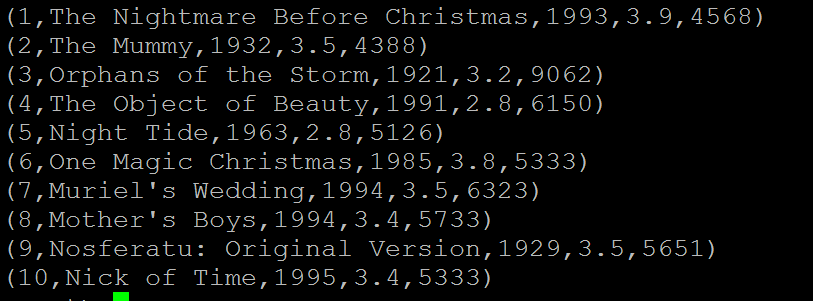 (1,The Nightmare Before Christmas,1993,3.9,4568)
(2,The Mummy,1932,3.5,4388)
(3,Orphans of the Storm,1921,3.2,9062)
(4,The Object of Beauty,1991,2.8,6150)
(5,Night Tide,1963,2.8,5126)
(6,One Magic Christmas,1985,3.8,5333)
(7,Muriel's Wedding,1994,3.5,6323)
(8,Mother's Boys,1994,3.4,5733)
(9,Nosferatu: Original Version,1929,3.5,5651)
(10,Nick of Time,1995,3.4,5333)